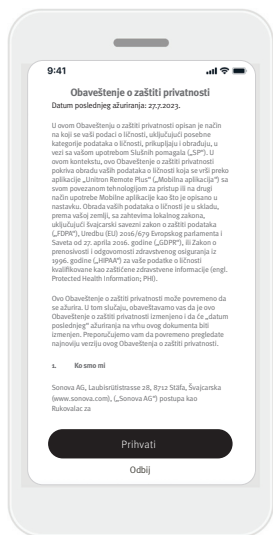 9:41
Obaveštenje o zaštiti privatnosti
Datum poslednjeg ažuriranja: 27.7.2023.
U ovom Obaveštenju o zaštiti privatnosti opisan je način
na koji se vaši podaci o ličnosti, uključujući posebne
kategorije podataka o ličnosti, prikupljaju i obrađuju, u
vezi sa vašom upotrebom Slušnih pomagala („SP"). U
ovom kontekstu, ovo Obaveštenje o zaštiti privatnosti
pokriva obradu vaših podataka o ličnosti koja se vrši preko
aplikacije „Unitron Remote Plus" („Mobilna aplikacija") sa
svom povezanom tehnologijom za pristup ili na drugi
način upotrebe Mobilne aplikacije kao što je opisano u
nastavku. Obrada vaših podataka o ličnosti je u skladu,
prema vašoj zemlji, sa zahtevima lokalnog zakona,
uključujući švajcarski savezni zakon o zaštiti podataka
(„FDPA"), Uredbu (EU) 2016/679 Evropskog parlamenta i
Saveta od 27. aprila 2016. godine („GDPR"), ili Zakon o
prenosivosti i odgovornosti zdravstvenog osiguranja iz
1996. godine („HIPAA") za vaše podatke o ličnosti
kvalifikovane kao zaštićene zdravstvene informacije (engl.
Protected Health Information; PHI).
Ovo Obaveštenje o zaštiti privatnosti može povremeno da
se ažurira. U tom slučaju, obaveštavamo vas da je ovo
Obaveštenje o zaštiti privatnosti izmenjeno i da će „datum
poslednjeg" ažuriranja na vrhu ovog dokumenta biti
izmenjen. Preporučujemo vam da povremeno pregledate
najnoviju verziju ovog Obaveštenja o zaštiti privatnosti.
1. Ko smo mi
Sonova AG, Laubisrütistrasse 28, 8712 Stäfa, Švajcarska
(www.sonova.com), („Sonova AG") postupa kao
Rukovalac za
Prihvati
Odbij